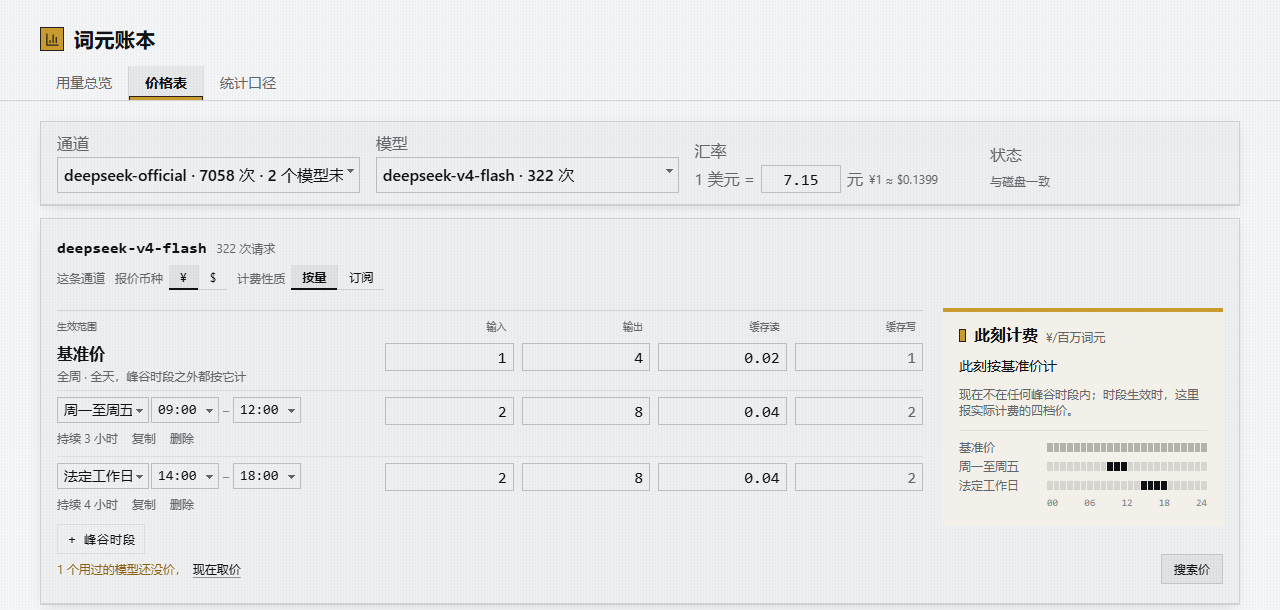 词元账本
用量总览 价格表 统计口径
通道 模型 汇率 状态
deepseek-official · 7058 次 · 2 个模型未 deepseek-v4-flash · 322 次 1 美元 = 7.15 元 ¥1 ≈ $0.1399 与磁盘一致
deepseek-v4-flash 322 次请求
这条通道 报价币种 ¥ $ 计费性质 按量 订阅
生效范围 输入 输出 缓存读 缓存写
基准价 1 4 0.02 1
全周 · 全天，峰谷时段之外都按它计
周一至周五 09:00 – 12:00 2 8 0.04 2
持续 3 小时 复制 删除
法定工作日 14:00 – 18:00 2 8 0.04 2
持续 4 小时 复制 删除
+ 峰谷时段
1 个用过的模型还没价， 现在取价
此刻计费 ¥/百万词元
此刻按基准价计
现在不在任何峰谷时段内；时段生效时，这里
报实际计费的四档价。
基准价
周一至周五
法定工作日
00 06 12 18 24
搜索价